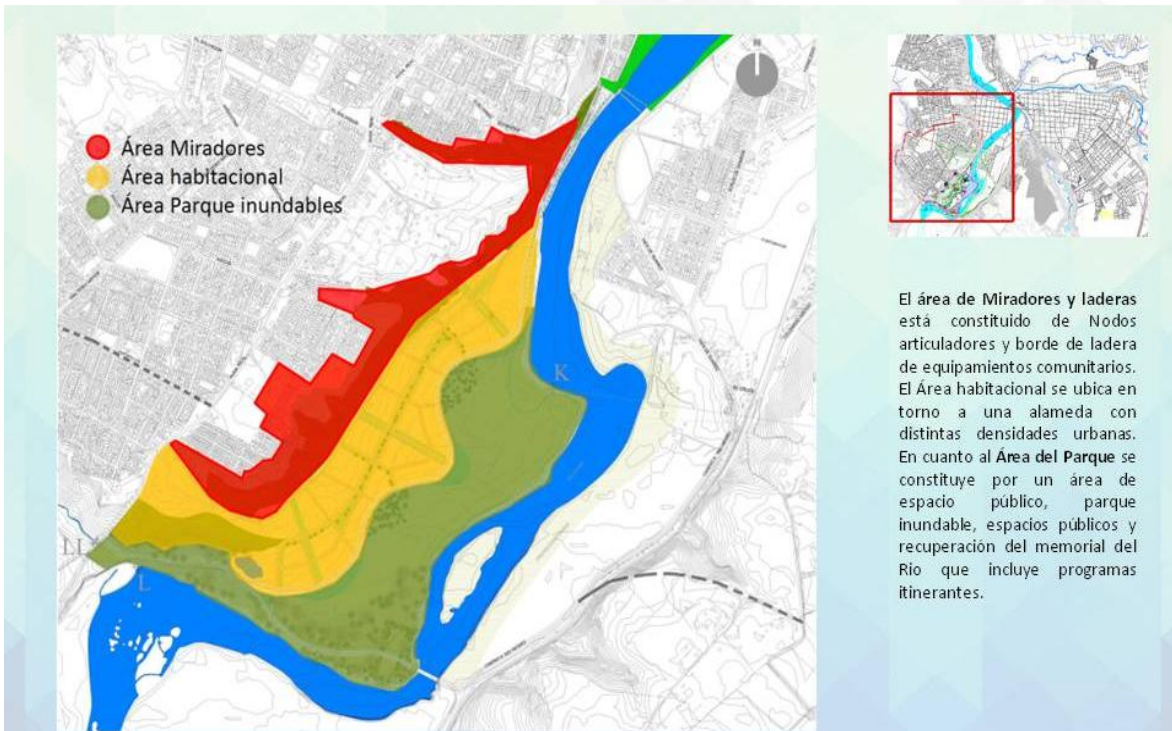 Área Miradores
Área habitacional
Área Parque inundables
K
L
LL
El área de Miradores y laderas
está constituido de Nodos
articuladores y borde de ladera
de equipamientos comunitarios.
El Área habitacional se ubica en
torno a una alameda con
distintas densidades urbanas.
En cuanto al Área del Parque se
constituye por un área de
espacio público, parque
inundable, espacios públicos y
recuperación del memorial del
Rio que incluye programas
itinerantes.